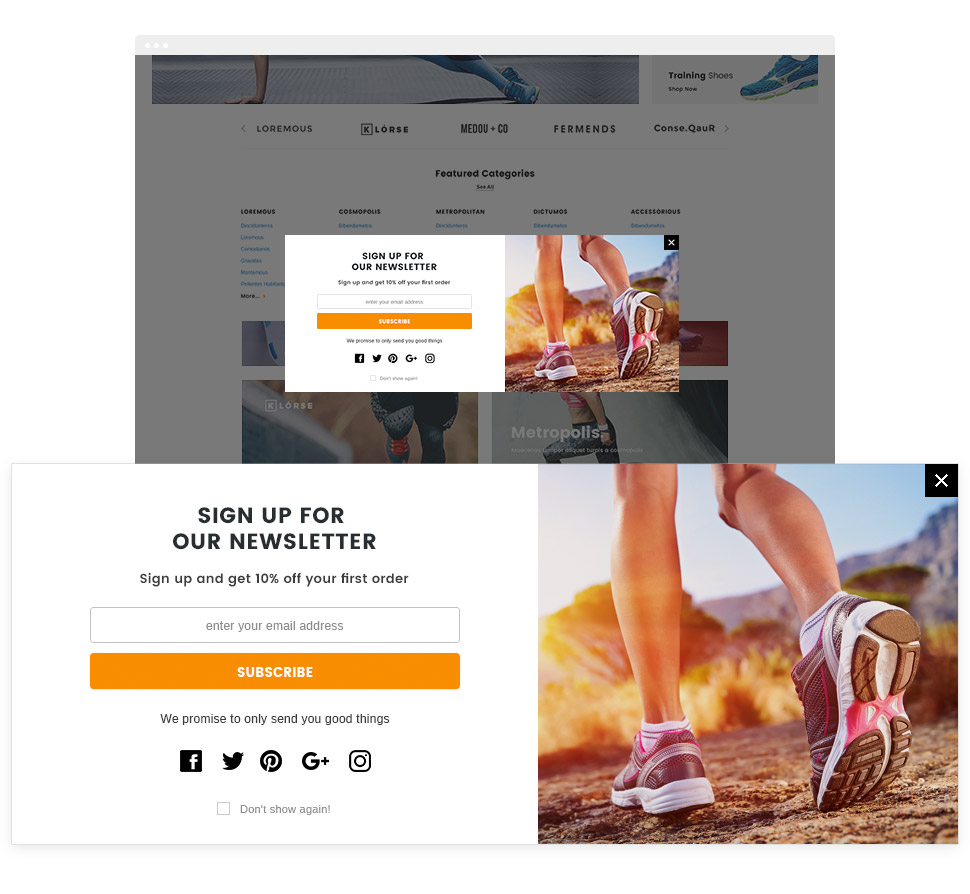 Training Shoes
Shop Now
LOREMOUS
K LÓRSE
MEDOU + CO
FERMENDS
Conse.QauR
Featured Categories
See All
LOREMOUS
COSMOPOLIS
METROPOLITAN
DICTUMOS
ACCESSORIOUS
Loremous
More...
SIGN UP FOR
OUR NEWSLETTER
Sign up and get 10% off your first order
enter your email address
SUBSCRIBE
We promise to only send you good things
Don't show again!
K LÓRSE
Metropolis
SIGN UP FOR
OUR NEWSLETTER
Sign up and get 10% off your first order
enter your email address
SUBSCRIBE
We promise to only send you good things
Don't show again!